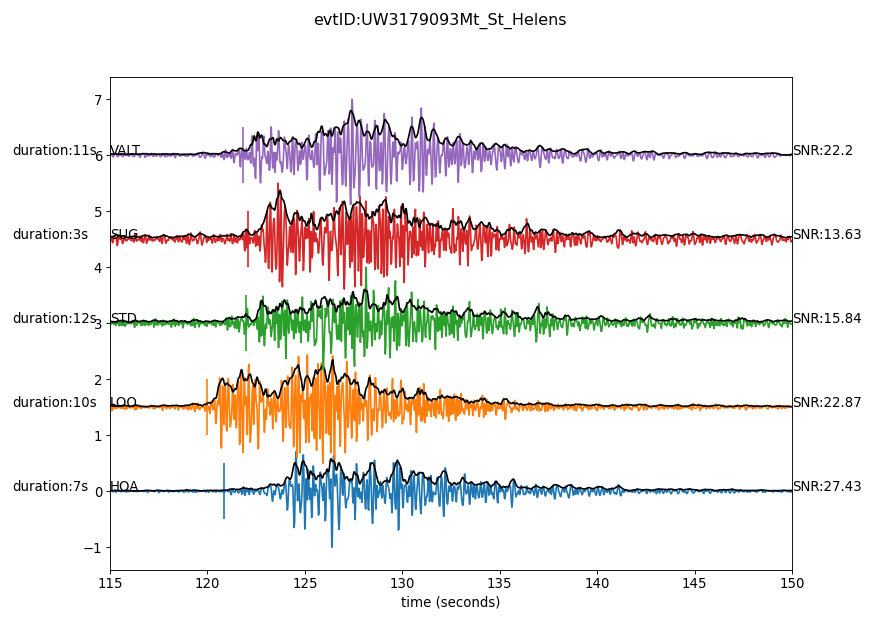 evtID:UW3179093Mt_St_Helens
7
duration:11s VALT SNR:22.2
6
5
duration:3s SUG SNR:13.63
4
duration:12s STD SNR:15.84
3
2
duration:10s LOO SNR:22.87
1
duration:7s HOA SNR:27.43
0
−1
115 120 125 130 135 140 145 150
time (seconds)